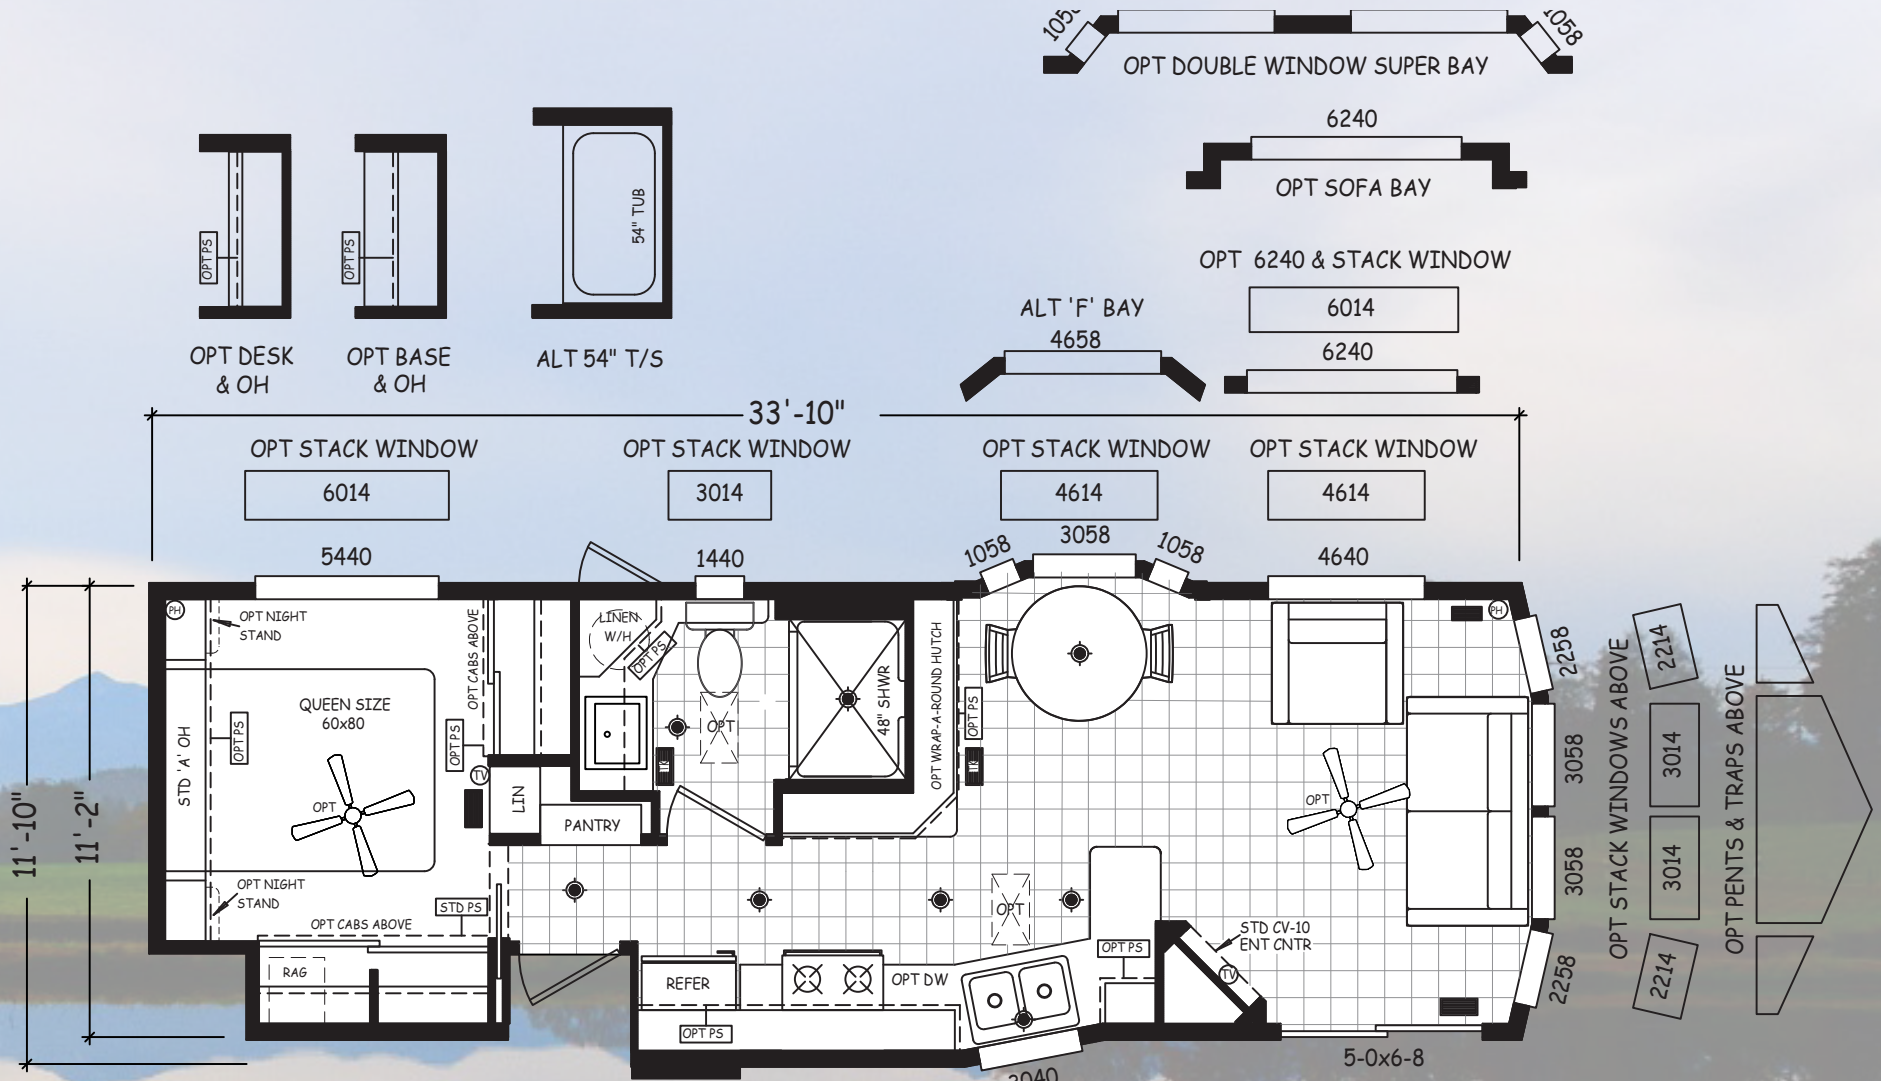 1058
1058
OPT DOUBLE WINDOW SUPER BAY
6240
OPT SOFA BAY
OPT 6240 & STACK WINDOW
6014
6240
ALT 'F' BAY
4658
OPT PS
OPT DESK
& OH
OPT PS
OPT BASE
& OH
54" TUB
ALT 54" T/S
33'-10"
OPT STACK WINDOW
6014
OPT STACK WINDOW
3014
OPT STACK WINDOW
4614
OPT STACK WINDOW
4614
5440
1440
1058
3058
1058
4640
11'-10"
11'-2"
PH
OPT NIGHT
STAND
STD 'A' OH
OPT PS
QUEEN SIZE
60x80
OPT
OPT CABS ABOVE
OPT PS
TV
OPT NIGHT
STAND
OPT CABS ABOVE
STD PS
RAG
LINEN
W/H
OPT PS
LIN
PANTRY
OPT
48" SHWR
OPT WRAP-A-ROUND HUTCH
OPT PS
OPT
PH
OPT
REFER
OPT PS
OPT DW
OPT PS
STD CV-10
ENT CNTR
TV
3040
5-0x6-8
2258
3058
3058
2258
OPT STACK WINDOWS ABOVE
2214
3014
3014
2214
OPT PENTS & TRAPS ABOVE